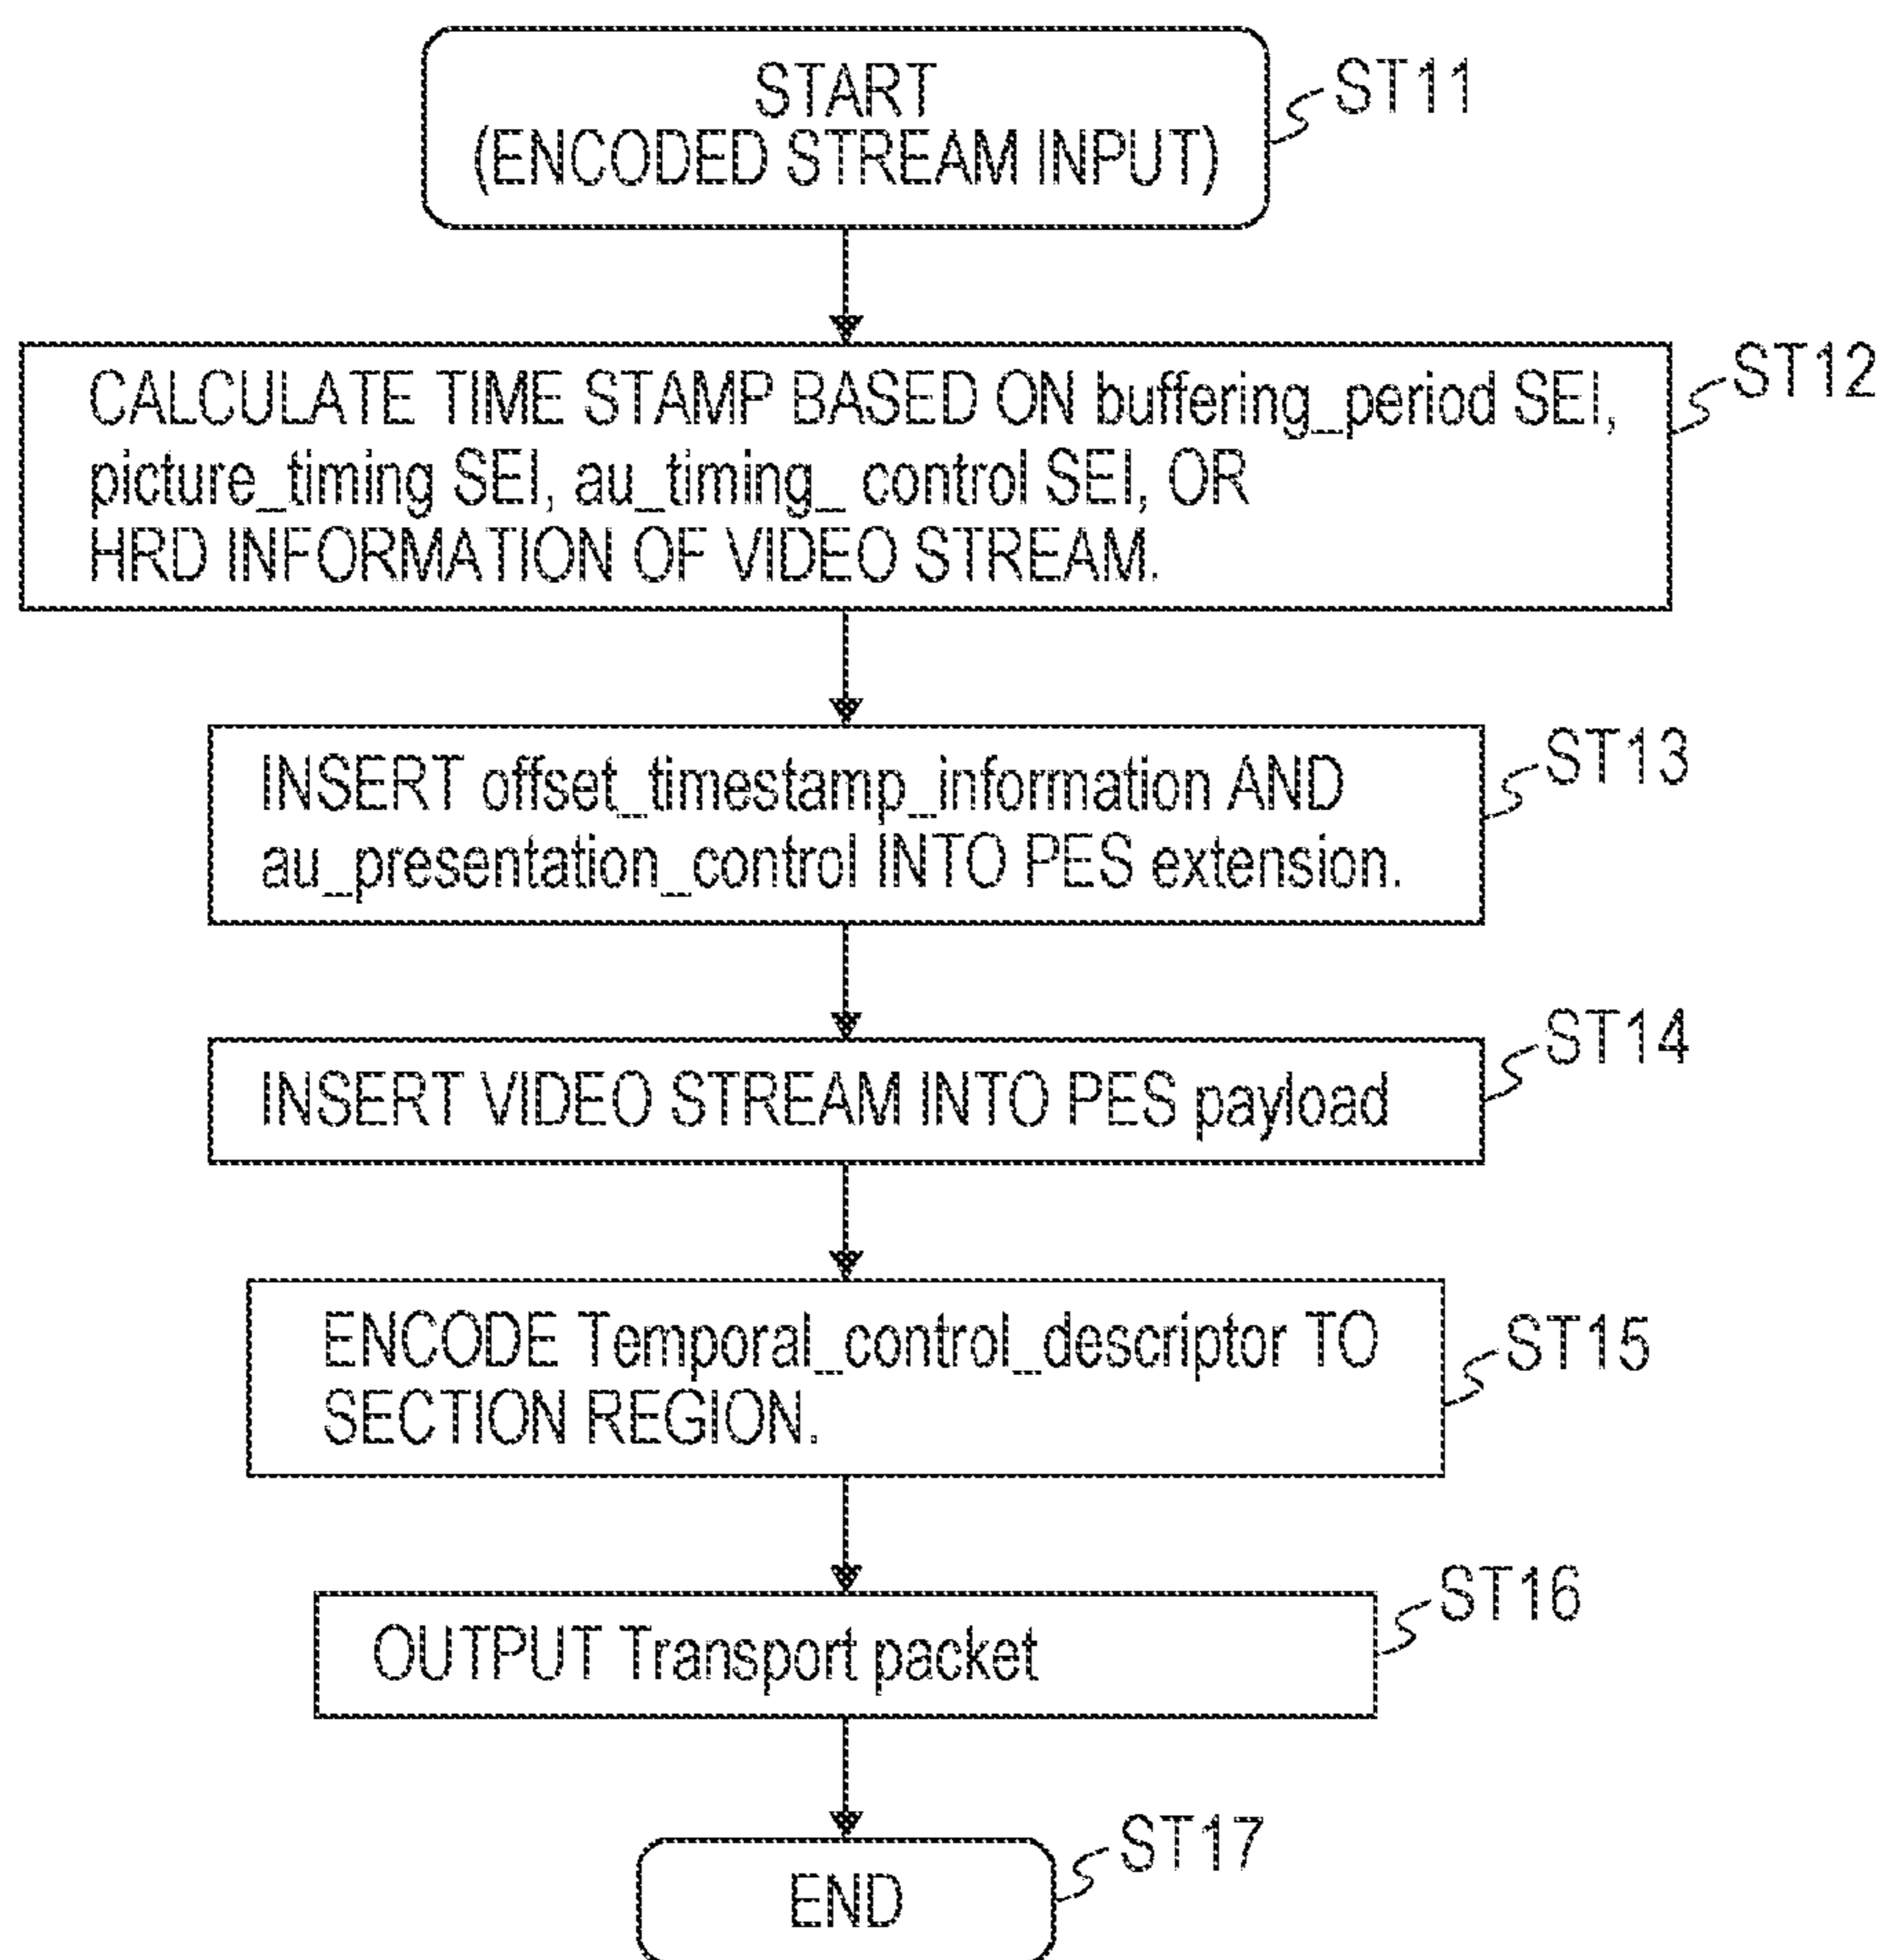 START
(ENCODED STREAM INPUT)
ST11
CALCULATE TIME STAMP BASED ON buffering_period SEI,
picture_timing SEI, au_timing_ control SEI, OR
HRD INFORMATION OF VIDEO STREAM.
ST12
INSERT offset_timestamp_information AND
au_presentation_control INTO PES extension.
ST13
INSERT VIDEO STREAM INTO PES payload
ST14
ENCODE Temporal_control_descriptor TO
SECTION REGION.
ST15
OUTPUT Transport packet
ST16
END
ST17